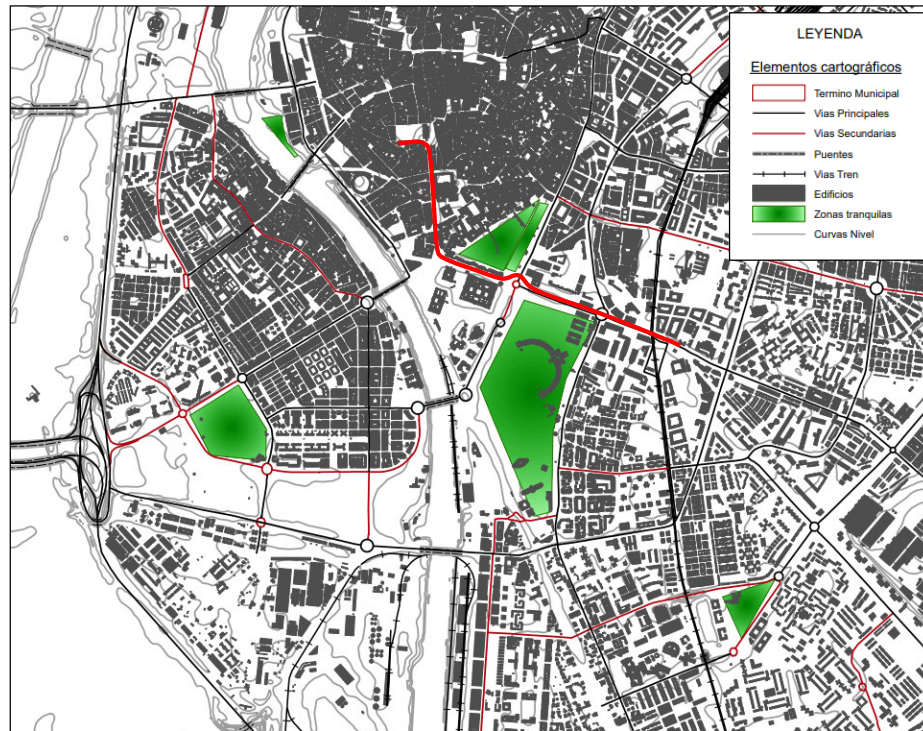 LEYENDA
Elementos cartográficos
Termino Municipal
Vias Principales
Vias Secundarias
Puentes
Vias Tren
Edificios
Zonas tranquilas
Curvas Nivel